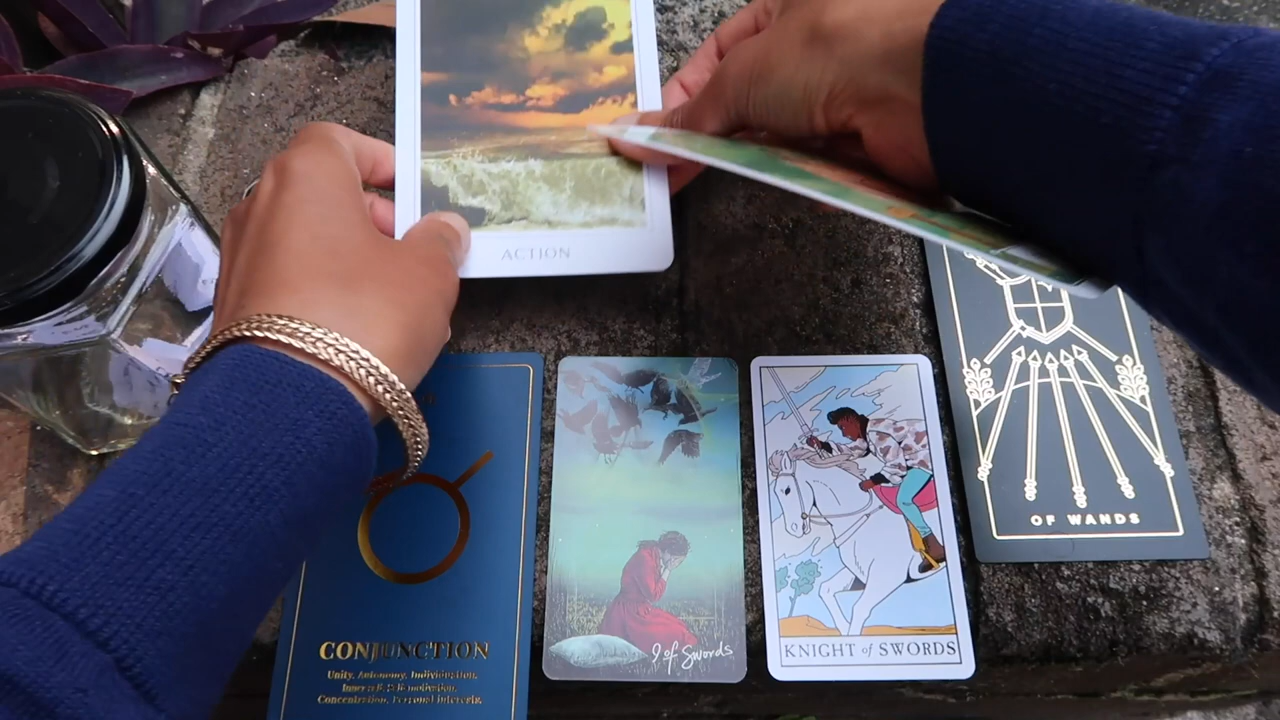 ACTION
OF WANDS
9 of Swords
KNIGHT of SWORDS
CONJUNCTION
Unity, Autonomy, Individuation,
Inner self, Self-motivation,
Concentration, Personal interests.